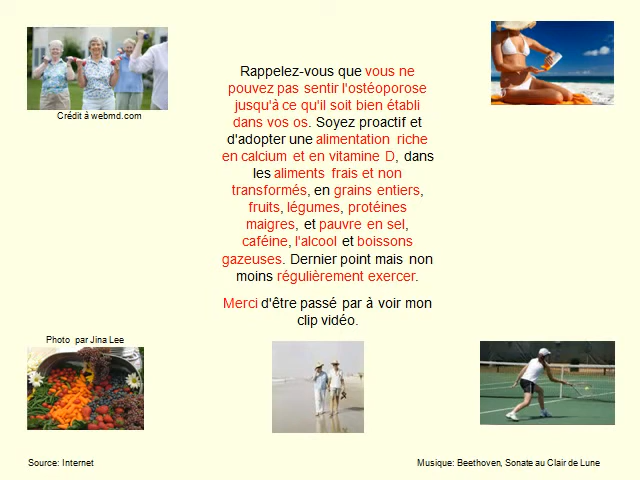 Crédit à webmd.com
Rappelez-vous que vous ne
pouvez pas sentir l'ostéoporose
jusqu'à ce qu'il soit bien établi
dans vos os. Soyez proactif et
d'adopter une alimentation riche
en calcium et en vitamine D, dans
les aliments frais et non
transformés, en grains entiers,
fruits, légumes, protéines
maigres, et pauvre en sel,
caféine, l'alcool et boissons
gazeuses. Dernier point mais non
moins régulièrement exercer.
Merci d'être passé par à voir mon
clip vidéo.
Photo par Jina Lee
Source: Internet
Musique: Beethoven, Sonate au Clair de Lune